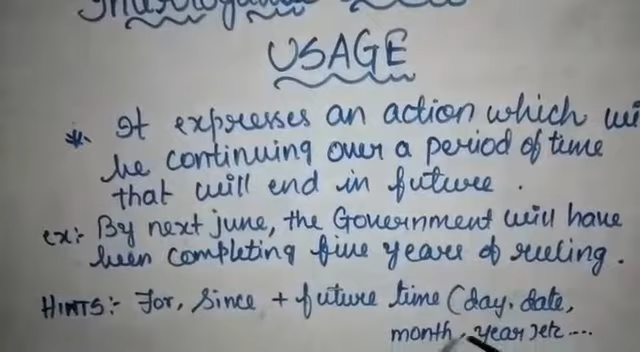 USAGE
* It expresses an action which
be continuing over a period of time
that will end in future.
ex:- By next june, the Government will have
been completing five years of ruling.
HINTS:- For, Since + future time (day, date,
month, year) etc ...